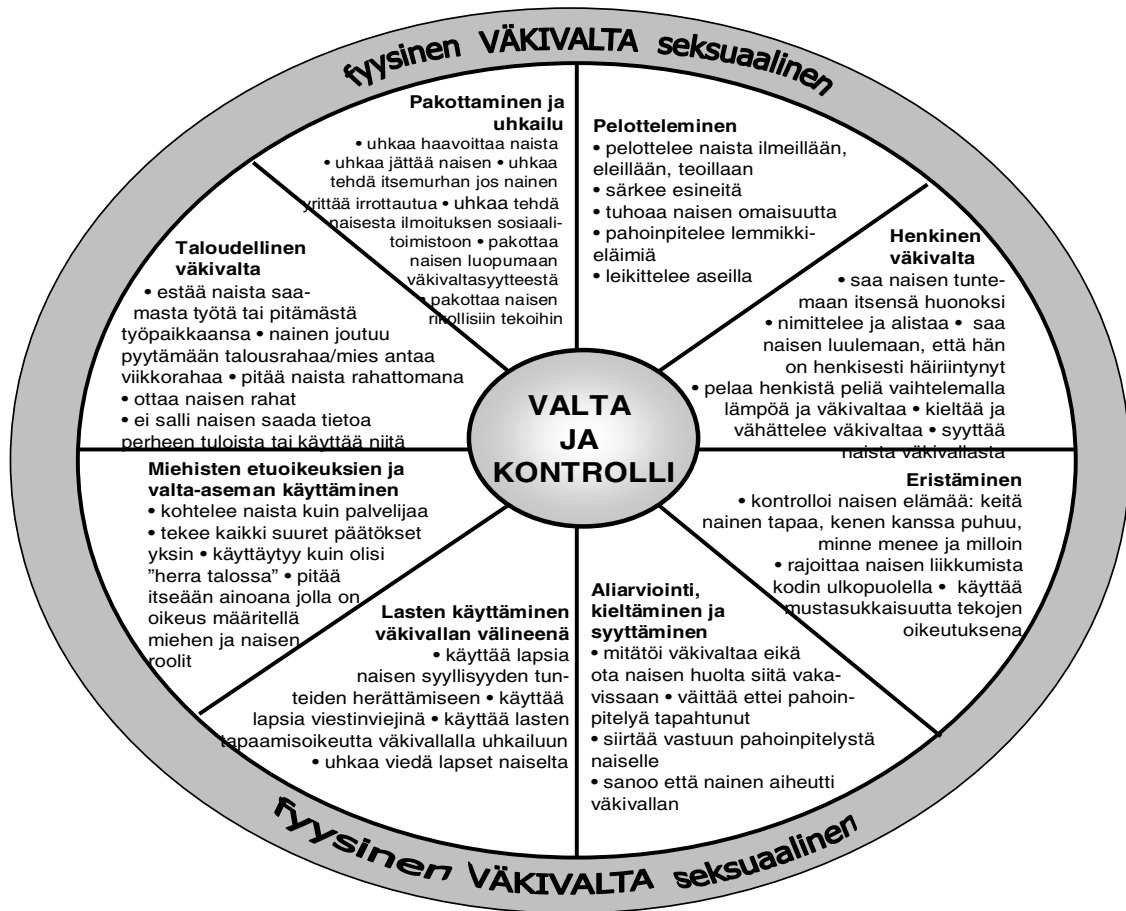 fyysinen VÄKIVALTA seksuaalinen
Pakottaminen ja
uhkailu
• uhkaa haavoittaa naista
• uhkaa jättää naisen • uhkaa
tehdä itsemurhan jos nainen
yrittää irrottautua • uhkaa tehdä
naisesta ilmoituksen sosiaali-
toimistoon • pakottaa
naisen luopumaan
väkivaltasyytteestä
• pakottaa naisen
rikollisiin tekoihin
Pelotteleminen
• pelottelee naista ilmeillään,
eleillään, teoillaan
• särkee esineitä
• tuhoaa naisen omaisuutta
• pahoinpitelee lemmikki-
eläimiä
• leikittelee aseilla
Henkinen
väkivalta
• saa naisen tunte-
maan itsensä huonoksi
• nimittelee ja alistaa • saa
naisen luulemaan, että hän
on henkisesti häiriintynyt
• pelaa henkistä peliä vaihtelemalla
lämpöä ja väkivaltaa • kieltää ja
vähättelee väkivaltaa • syyttää
naista väkivallasta
Eristäminen
• kontrolloi naisen elämää: keitä
nainen tapaa, kenen kanssa puhuu,
minne menee ja milloin
• rajoittaa naisen liikkumista
kodin ulkopuolella • käyttää
mustasukkaisuutta tekojen
oikeutuksena
Aliarviointi,
kieltäminen ja
syyttäminen
• mitätöi väkivaltaa eikä
ota naisen huolta siitä vaka-
vissaan • väittää ettei pahoin-
pitelyä tapahtunut
• siirtää vastuun pahoinpitelystä
naiselle
• sanoo että nainen aiheutti
väkivallan
Lasten käyttäminen
väkivallan välineenä
• käyttää lapsia
naisen syyllisyyden tun-
teiden herättämiseen • käyttää
lapsia viestinviejinä • käyttää lasten
tapaamisoikeutta väkivallalla uhkailuun
• uhkaa viedä lapset naiselta
Miehisten etuoikeuksien ja
valta-aseman käyttäminen
• kohtelee naista kuin palvelijaa
• tekee kaikki suuret päätökset
yksin • käyttäytyy kuin olisi
”herra talossa” • pitää
itseään ainoana jolla on
oikeus määritellä
miehen ja naisen
roolit
Taloudellinen
väkivalta
• estää naista saa-
masta työtä tai pitämästä
työpaikkaansa • nainen joutuu
pyytämään talousrahaa/mies antaa
viikkorahaa • pitää naista rahattomana
• ottaa naisen rahat
• ei salli naisen saada tietoa
perheen tuloista tai käyttää niitä
VALTA
JA
KONTROLLI
fyysinen VÄKIVALTA seksuaalinen